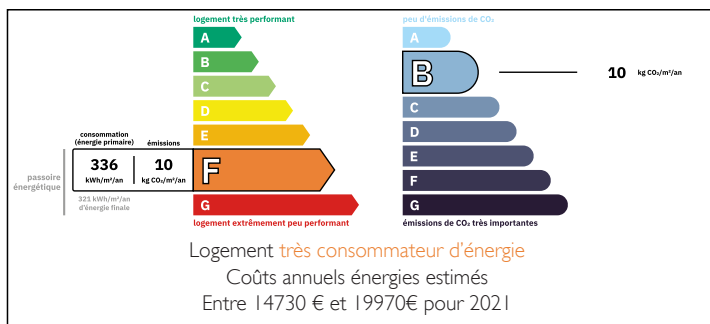 logement très performant
A
B
C
D
E
consommation
(énergie primaire)
émissions
336
kWh/m²/an
10
kg CO₂/m²/an
F
passoire
énergétique
321 kWh/m²/an
d'énergie finale
G
logement extrêmement peu performant
peu d'émissions de CO₂
A
B
10 kg CO₂/m²/an
C
D
E
F
G
émissions de CO₂ très importantes
Logement très consommateur d'énergie
Coûts annuels énergies estimés
Entre 14730 € et 19970€ pour 2021